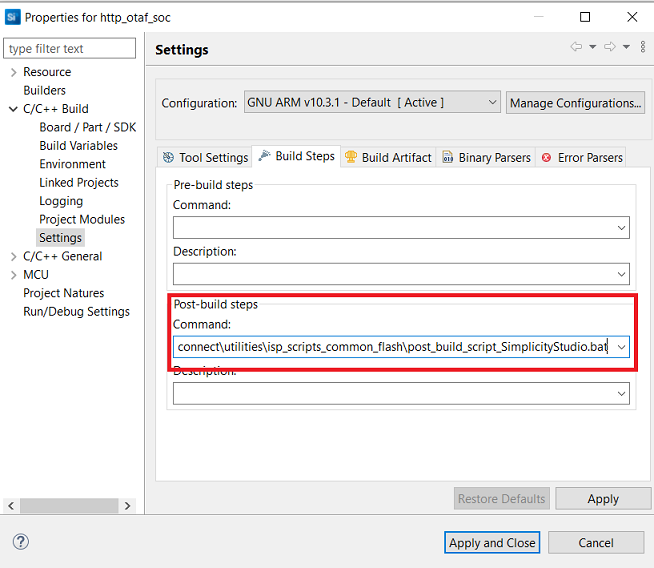 Si Properties for http_otaf_soc
type filter text
Resource
Builders
C/C++ Build
Board / Part / SDK
Build Variables
Environment
Linked Projects
Logging
Project Modules
Settings
C/C++ General
MCU
Project Natures
Run/Debug Settings
Settings
Configuration: GNU ARM v10.3.1 - Default [ Active ] Manage Configurations...
Tool Settings Build Steps Build Artifact Binary Parsers Error Parsers
Pre-build steps
Command:
Description:
Post-build steps
Command:
connect\utilities\isp_scripts_common_flash\post_build_script_SimplicityStudio.bat
Description:
Restore Defaults Apply
? Apply and Close Cancel